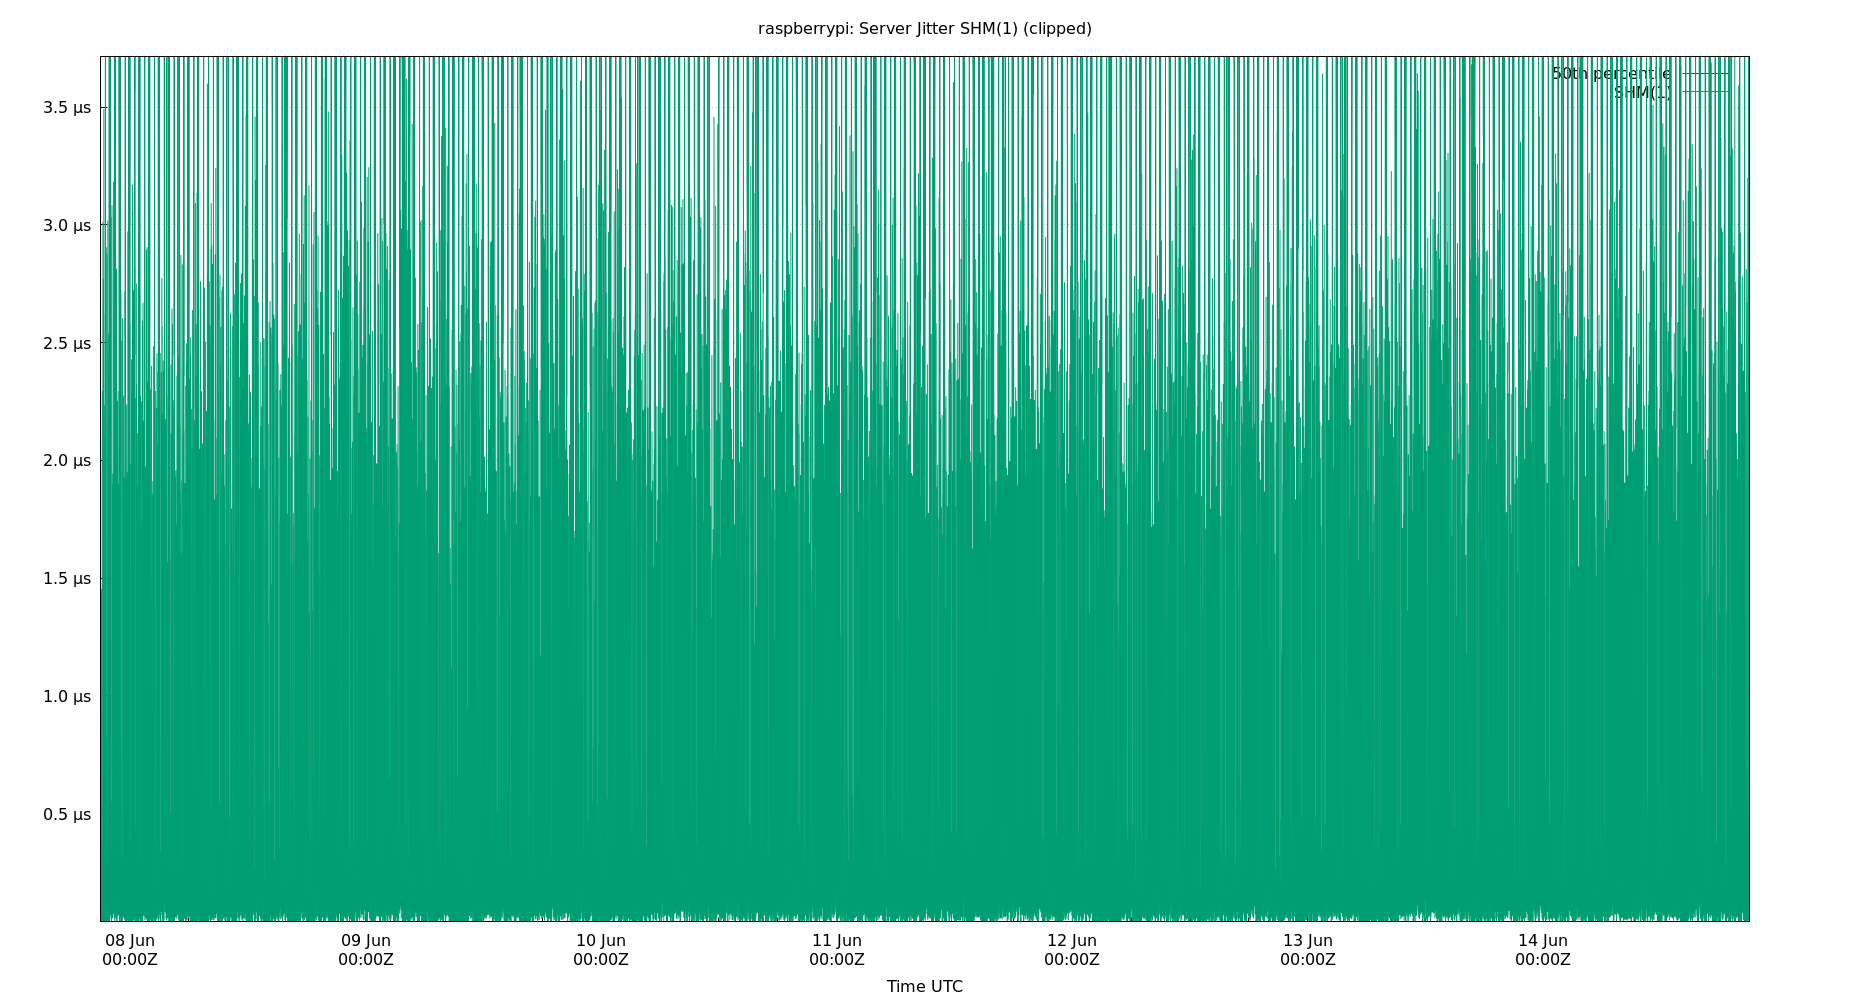 raspberrypi: Server Jitter SHM(1) (clipped)
50th percentile
SHM(1)
3.5 µs
3.0 µs
2.5 µs
2.0 µs
1.5 µs
1.0 µs
0.5 µs
08 Jun 09 Jun 10 Jun 11 Jun 12 Jun 13 Jun 14 Jun
00:00Z 00:00Z 00:00Z 00:00Z 00:00Z 00:00Z 00:00Z
Time UTC